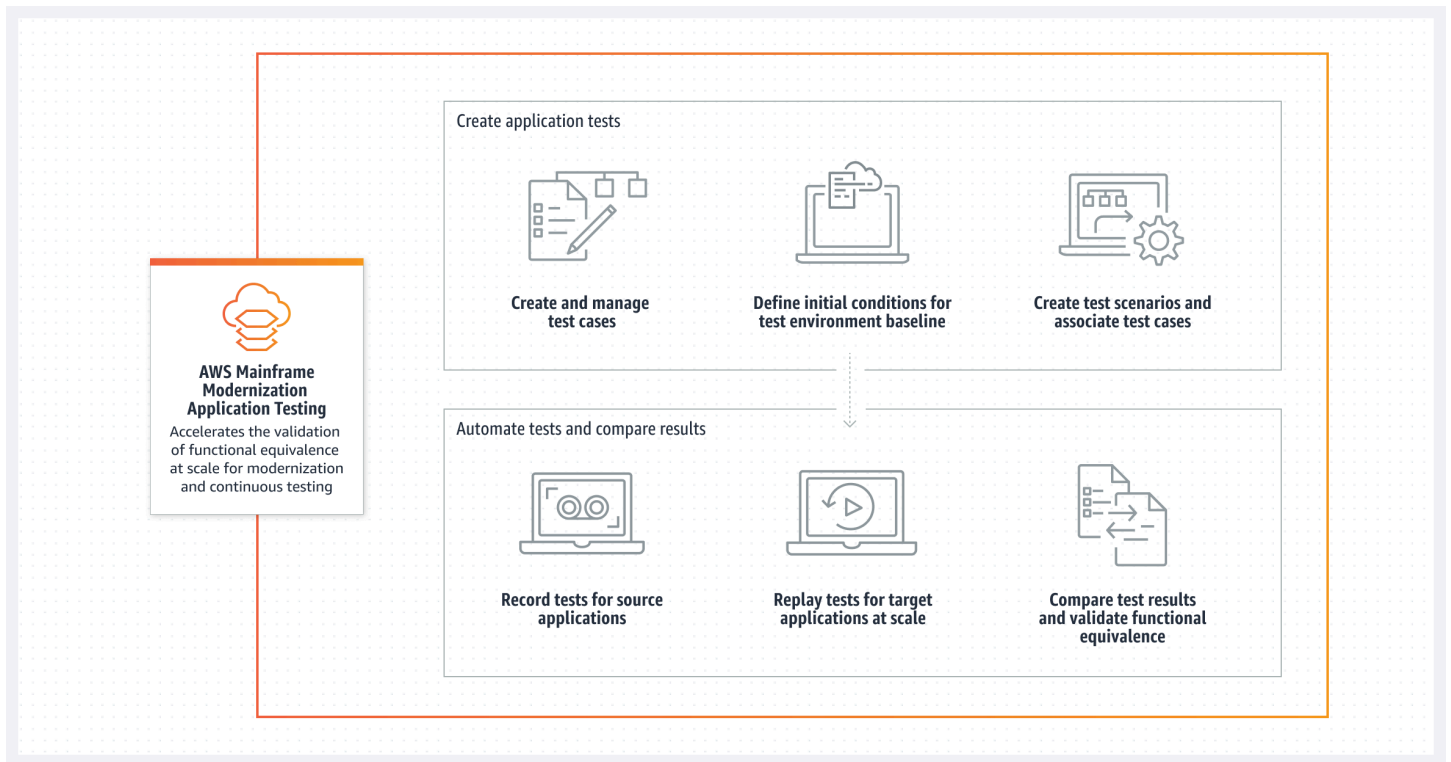 Create application tests
Create and manage
test cases
Define initial conditions for
test environment baseline
Create test scenarios and
associate test cases
AWS Mainframe
Modernization
Application Testing
Accelerates the validation
of functional equivalence
at scale for modernization
and continuous testing
Automate tests and compare results
Record tests for source
applications
Replay tests for target
applications at scale
Compare test results
and validate functional
equivalence